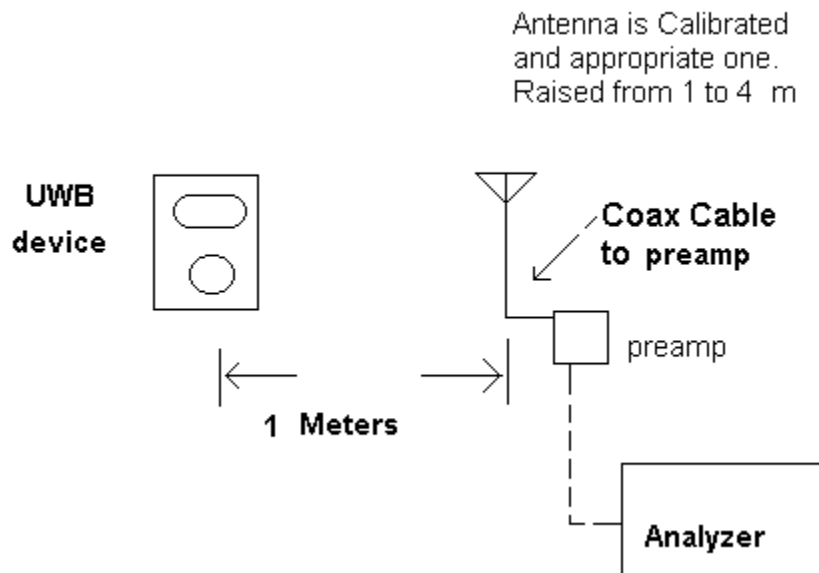 Antenna is Calibrated
and appropriate one.
Raised from 1 to 4 m
UWB
device
Coax Cable
to preamp
preamp
1 Meters
Analyzer